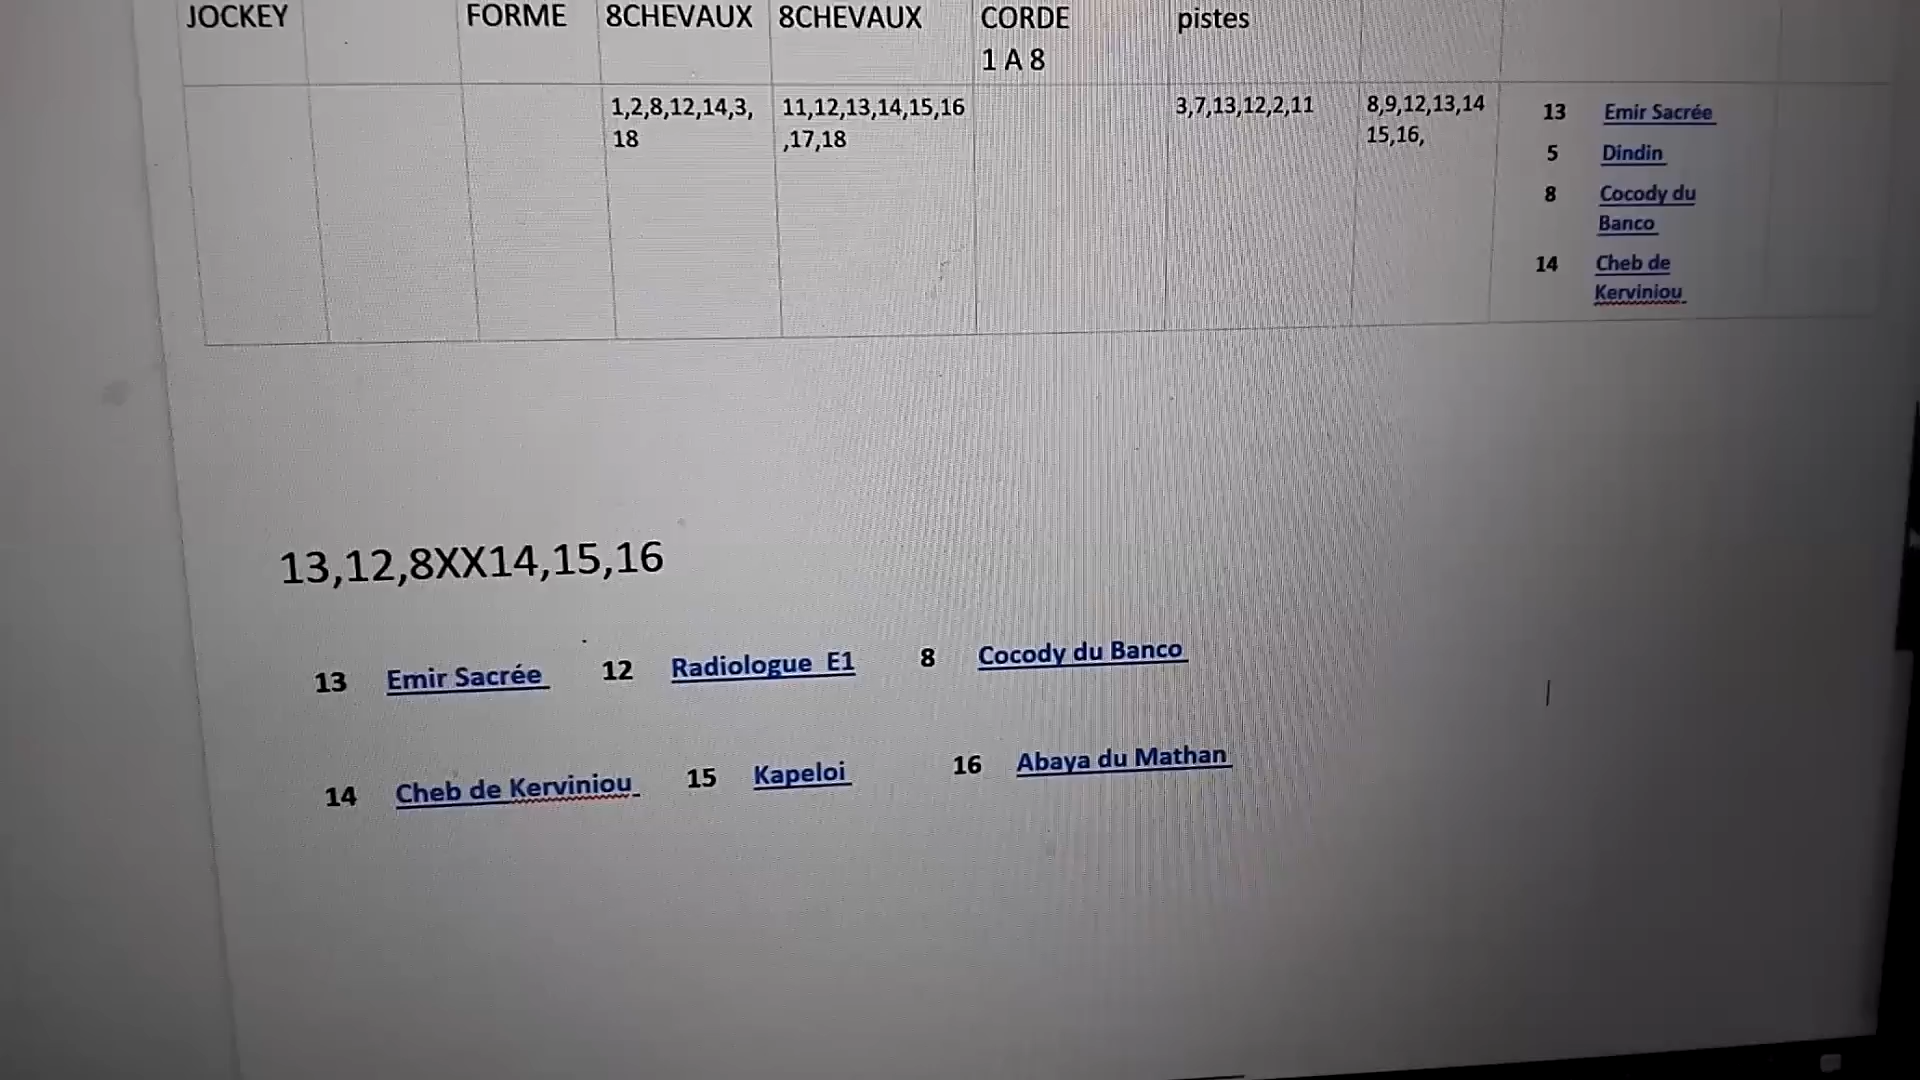 JOCKEY FORME 8CHEVAUX 8CHEVAUX CORDE pistes
1 A 8
1,2,8,12,14,3, 11,12,13,14,15,16 3,7,13,12,2,11 8,9,12,13,14 13 Emir Sacrée
18 ,17,18 15,16,
5 Dindin
8 Cocody du
Banco
14 Cheb de
Kerviniou
13,12,8XX14,15,16
13 Emir Sacrée 12 Radiologue E1 8 Cocody du Banco
14 Cheb de Kerviniou 15 Kapeloi 16 Abaya du Mathan